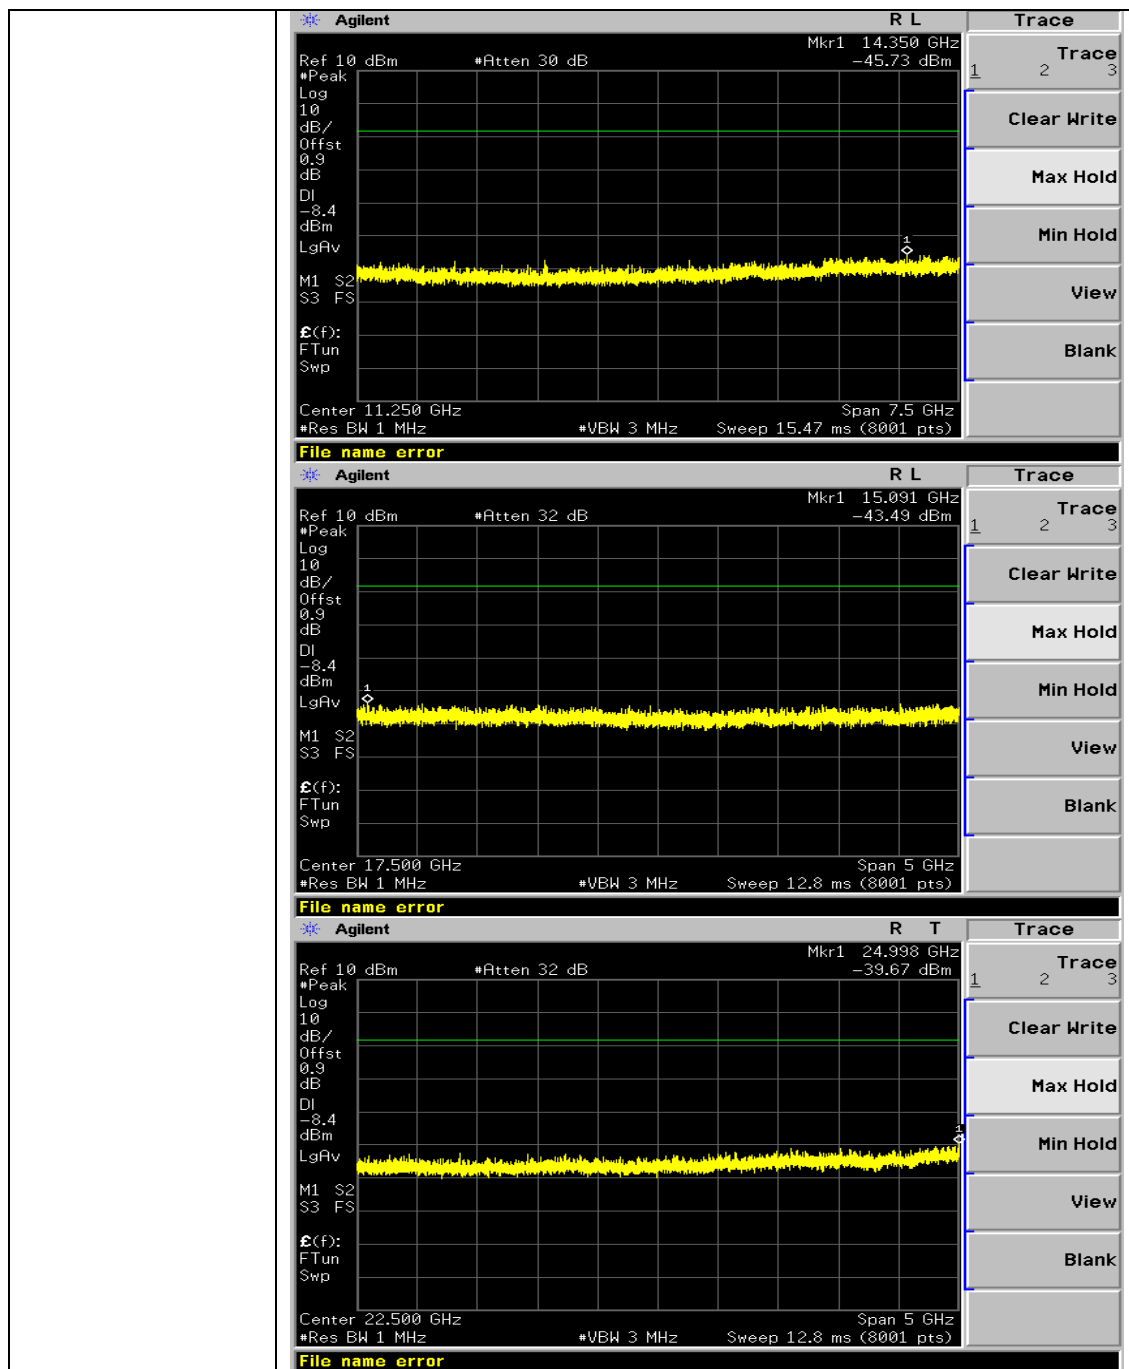 Agilent R L Trace
Mkr1 14.350 GHz
Ref 10 dBm #Atten 30 dB -45.73 dBm
Trace
1 2 3
#Peak
Log
10
dB/
Offst
0.9
dB
DI
-8.4
dBm
LgAv
M1 S2
S3 FS
£(f):
FTun
Swp
1
Clear Write
Max Hold
Min Hold
View
Blank
Center 11.250 GHz Span 7.5 GHz
#Res BW 1 MHz #VBW 3 MHz Sweep 15.47 ms (8001 pts)
File name error
Agilent R L Trace
Mkr1 15.091 GHz
Ref 10 dBm #Atten 32 dB -43.49 dBm
Trace
1 2 3
#Peak
Log
10
dB/
Offst
0.9
dB
DI
-8.4
dBm
LgAv
M1 S2
S3 FS
£(f):
FTun
Swp
1
Clear Write
Max Hold
Min Hold
View
Blank
Center 17.500 GHz Span 5 GHz
#Res BW 1 MHz #VBW 3 MHz Sweep 12.8 ms (8001 pts)
File name error
Agilent R T Trace
Mkr1 24.998 GHz
Ref 10 dBm #Atten 32 dB -39.67 dBm
Trace
1 2 3
#Peak
Log
10
dB/
Offst
0.9
dB
DI
-8.4
dBm
LgAv
M1 S2
S3 FS
£(f):
FTun
Swp
1
Clear Write
Max Hold
Min Hold
View
Blank
Center 22.500 GHz Span 5 GHz
#Res BW 1 MHz #VBW 3 MHz Sweep 12.8 ms (8001 pts)
File name error